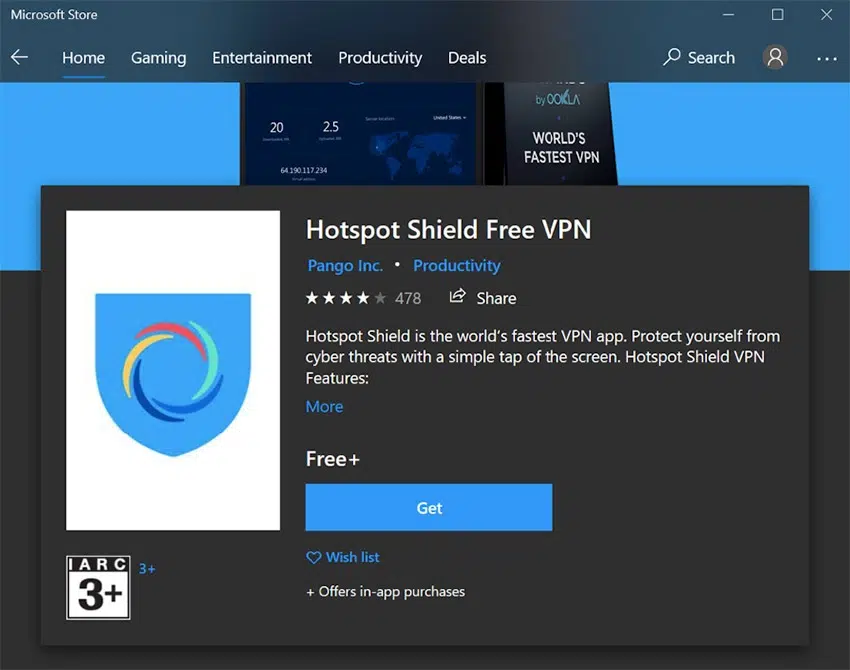 Microsoft Store
Home Gaming Entertainment Productivity Deals Search
by OOKLA
20 2.5
Server location United States
WORLD'S
FASTEST VPN
64.190.117.234
Hotspot Shield Free VPN
Pango Inc. • Productivity
478 Share
Hotspot Shield is the world's fastest VPN app. Protect yourself from
cyber threats with a simple tap of the screen. Hotspot Shield VPN
Features:
More
Free+
Get
Wish list
IARC
3+
3+
+ Offers in-app purchases